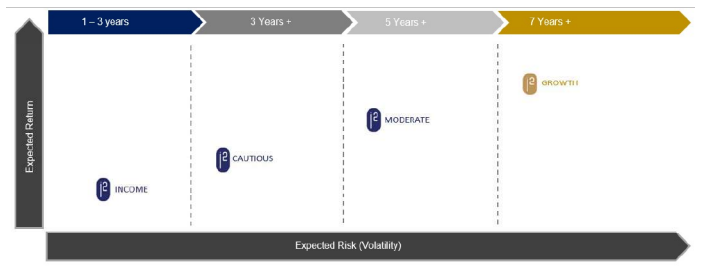 1 – 3 years
3 Years +
5 Years +
7 Years +
Expected Return
GROWTH
MODERATE
CAUTIOUS
INCOME
Expected Risk (Volatility)